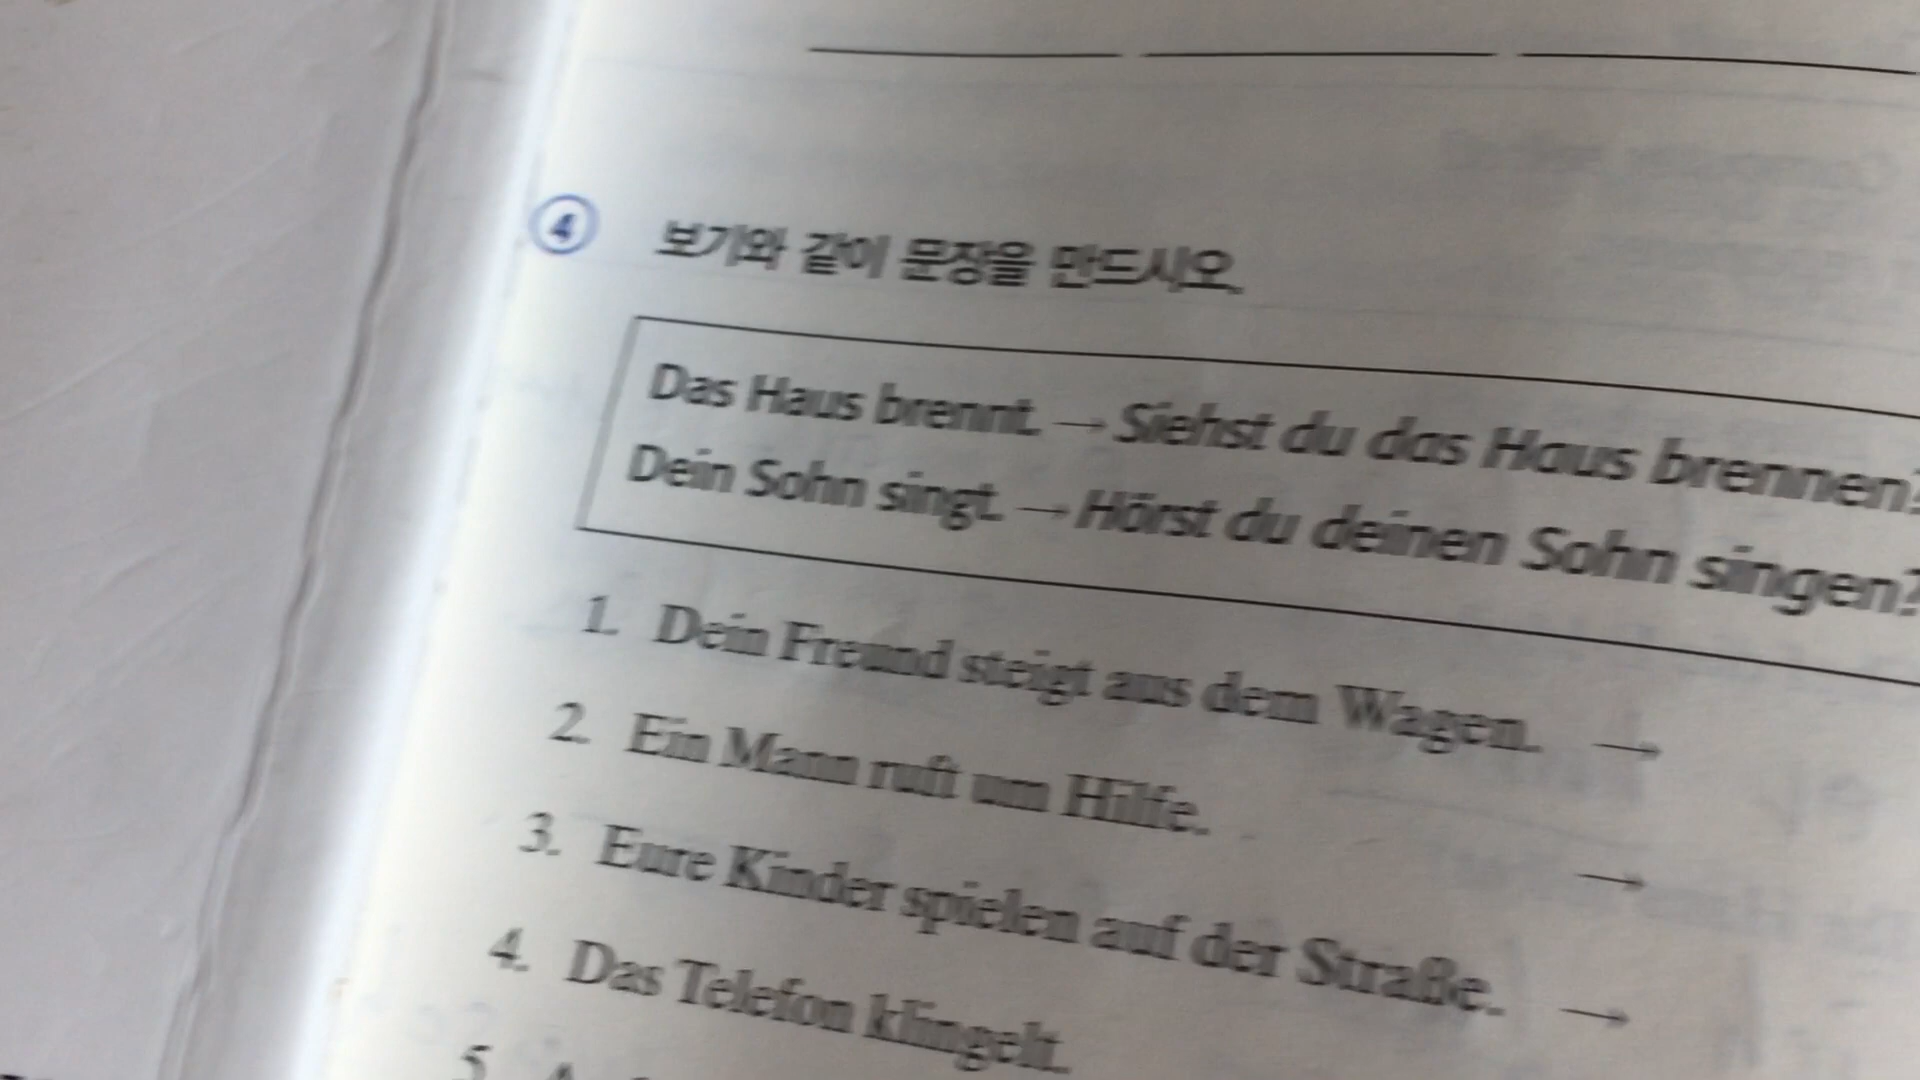 4 보기와 같이 문장을 만드시오.
Das Haus brennt. → Siehst du das Haus brennen?
Dein Sohn singt. → Hörst du deinen Sohn singen?
1. Dein Freund steigt aus dem Wagen. →
2. Ein Mann ruft um Hilfe. →
3. Eure Kinder spielen auf der Straße. →
4. Das Telefon klingelt.
5.